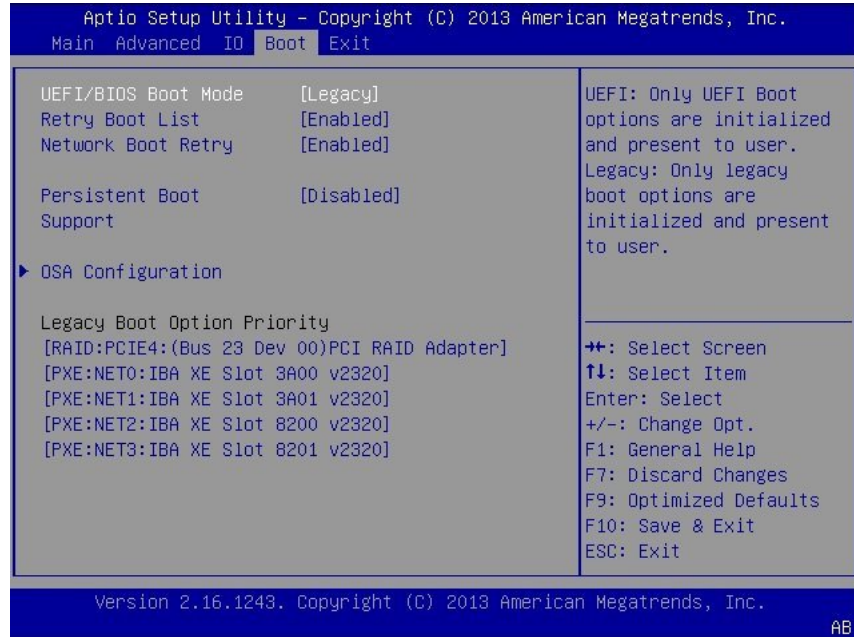 Aptio Setup Utility – Copyright (C) 2013 American Megatrends, Inc.
Main Advanced IO Boot Exit
UEFI/BIOS Boot Mode [Legacy]
Retry Boot List [Enabled]
Network Boot Retry [Enabled]
Persistent Boot [Disabled]
Support
OSA Configuration
Legacy Boot Option Priority
[RAID:PCIE4:(Bus 23 Dev 00)PCI RAID Adapter]
[PXE:NET0:IBA XE Slot 3A00 v2320]
[PXE:NET1:IBA XE Slot 3A01 v2320]
[PXE:NET2:IBA XE Slot 8200 v2320]
[PXE:NET3:IBA XE Slot 8201 v2320]
UEFI: Only UEFI Boot
options are initialized
and present to user.
Legacy: Only legacy
boot options are
initialized and present
to user.
→←: Select Screen
↑↓: Select Item
Enter: Select
+/-: Change Opt.
F1: General Help
F7: Discard Changes
F9: Optimized Defaults
F10: Save & Exit
ESC: Exit
Version 2.16.1243. Copyright (C) 2013 American Megatrends, Inc.
AB